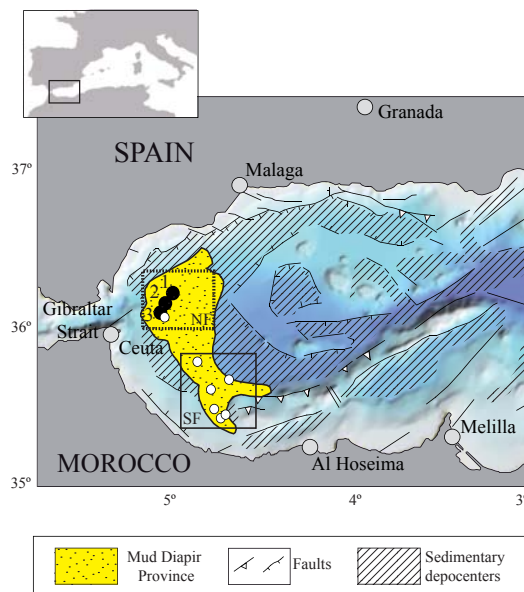 Granada
SPAIN
37º
Malaga
1
2
3
NF
Gibraltar
Strait
36º
Ceuta
SF
Melilla
MOROCCO
Al Hoseima
35º
5º
4º
3º
Mud Diapir
Province
Faults
Sedimentary
depocenters